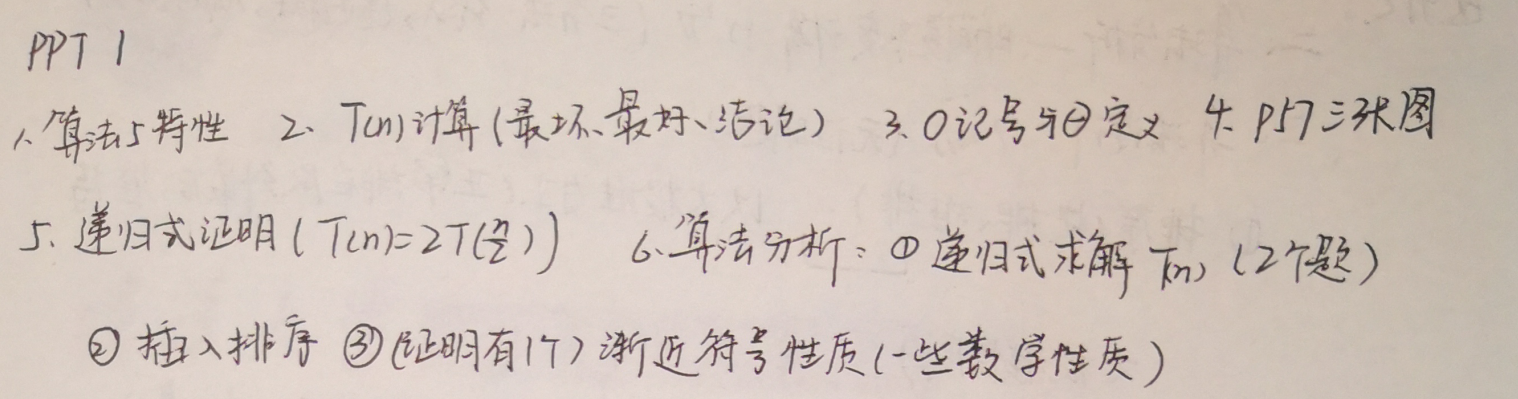 PPT 1
1. 算法5特性 2. T(n)计算(最坏、最好、结论) 3. O记号与Θ定义 4. P57三张图
5. 递归式证明(T(n)=2T(n/2)) 6. 算法分析:①递归式求解T(n)(2个题)
②插入排序 ③(证明有1个)渐近符号性质(一些数学性质)